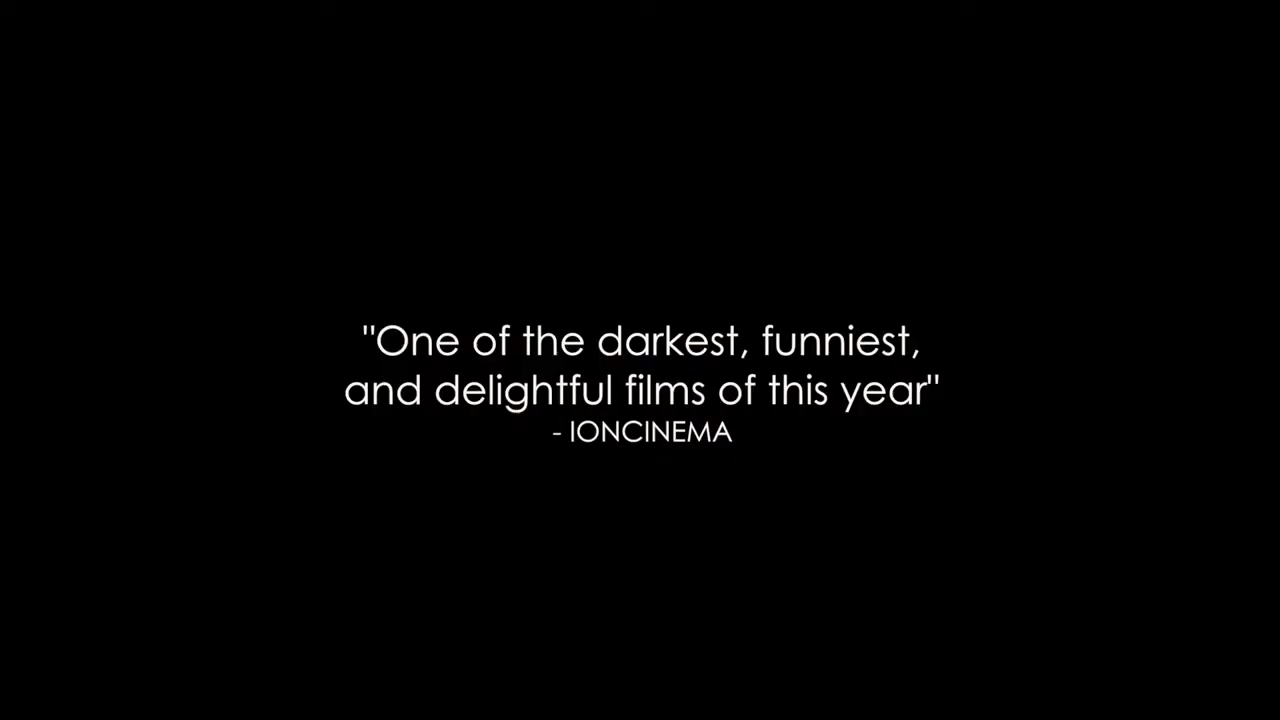 "One of the darkest, funniest,
and delightful films of this year"
- IONCINEMA